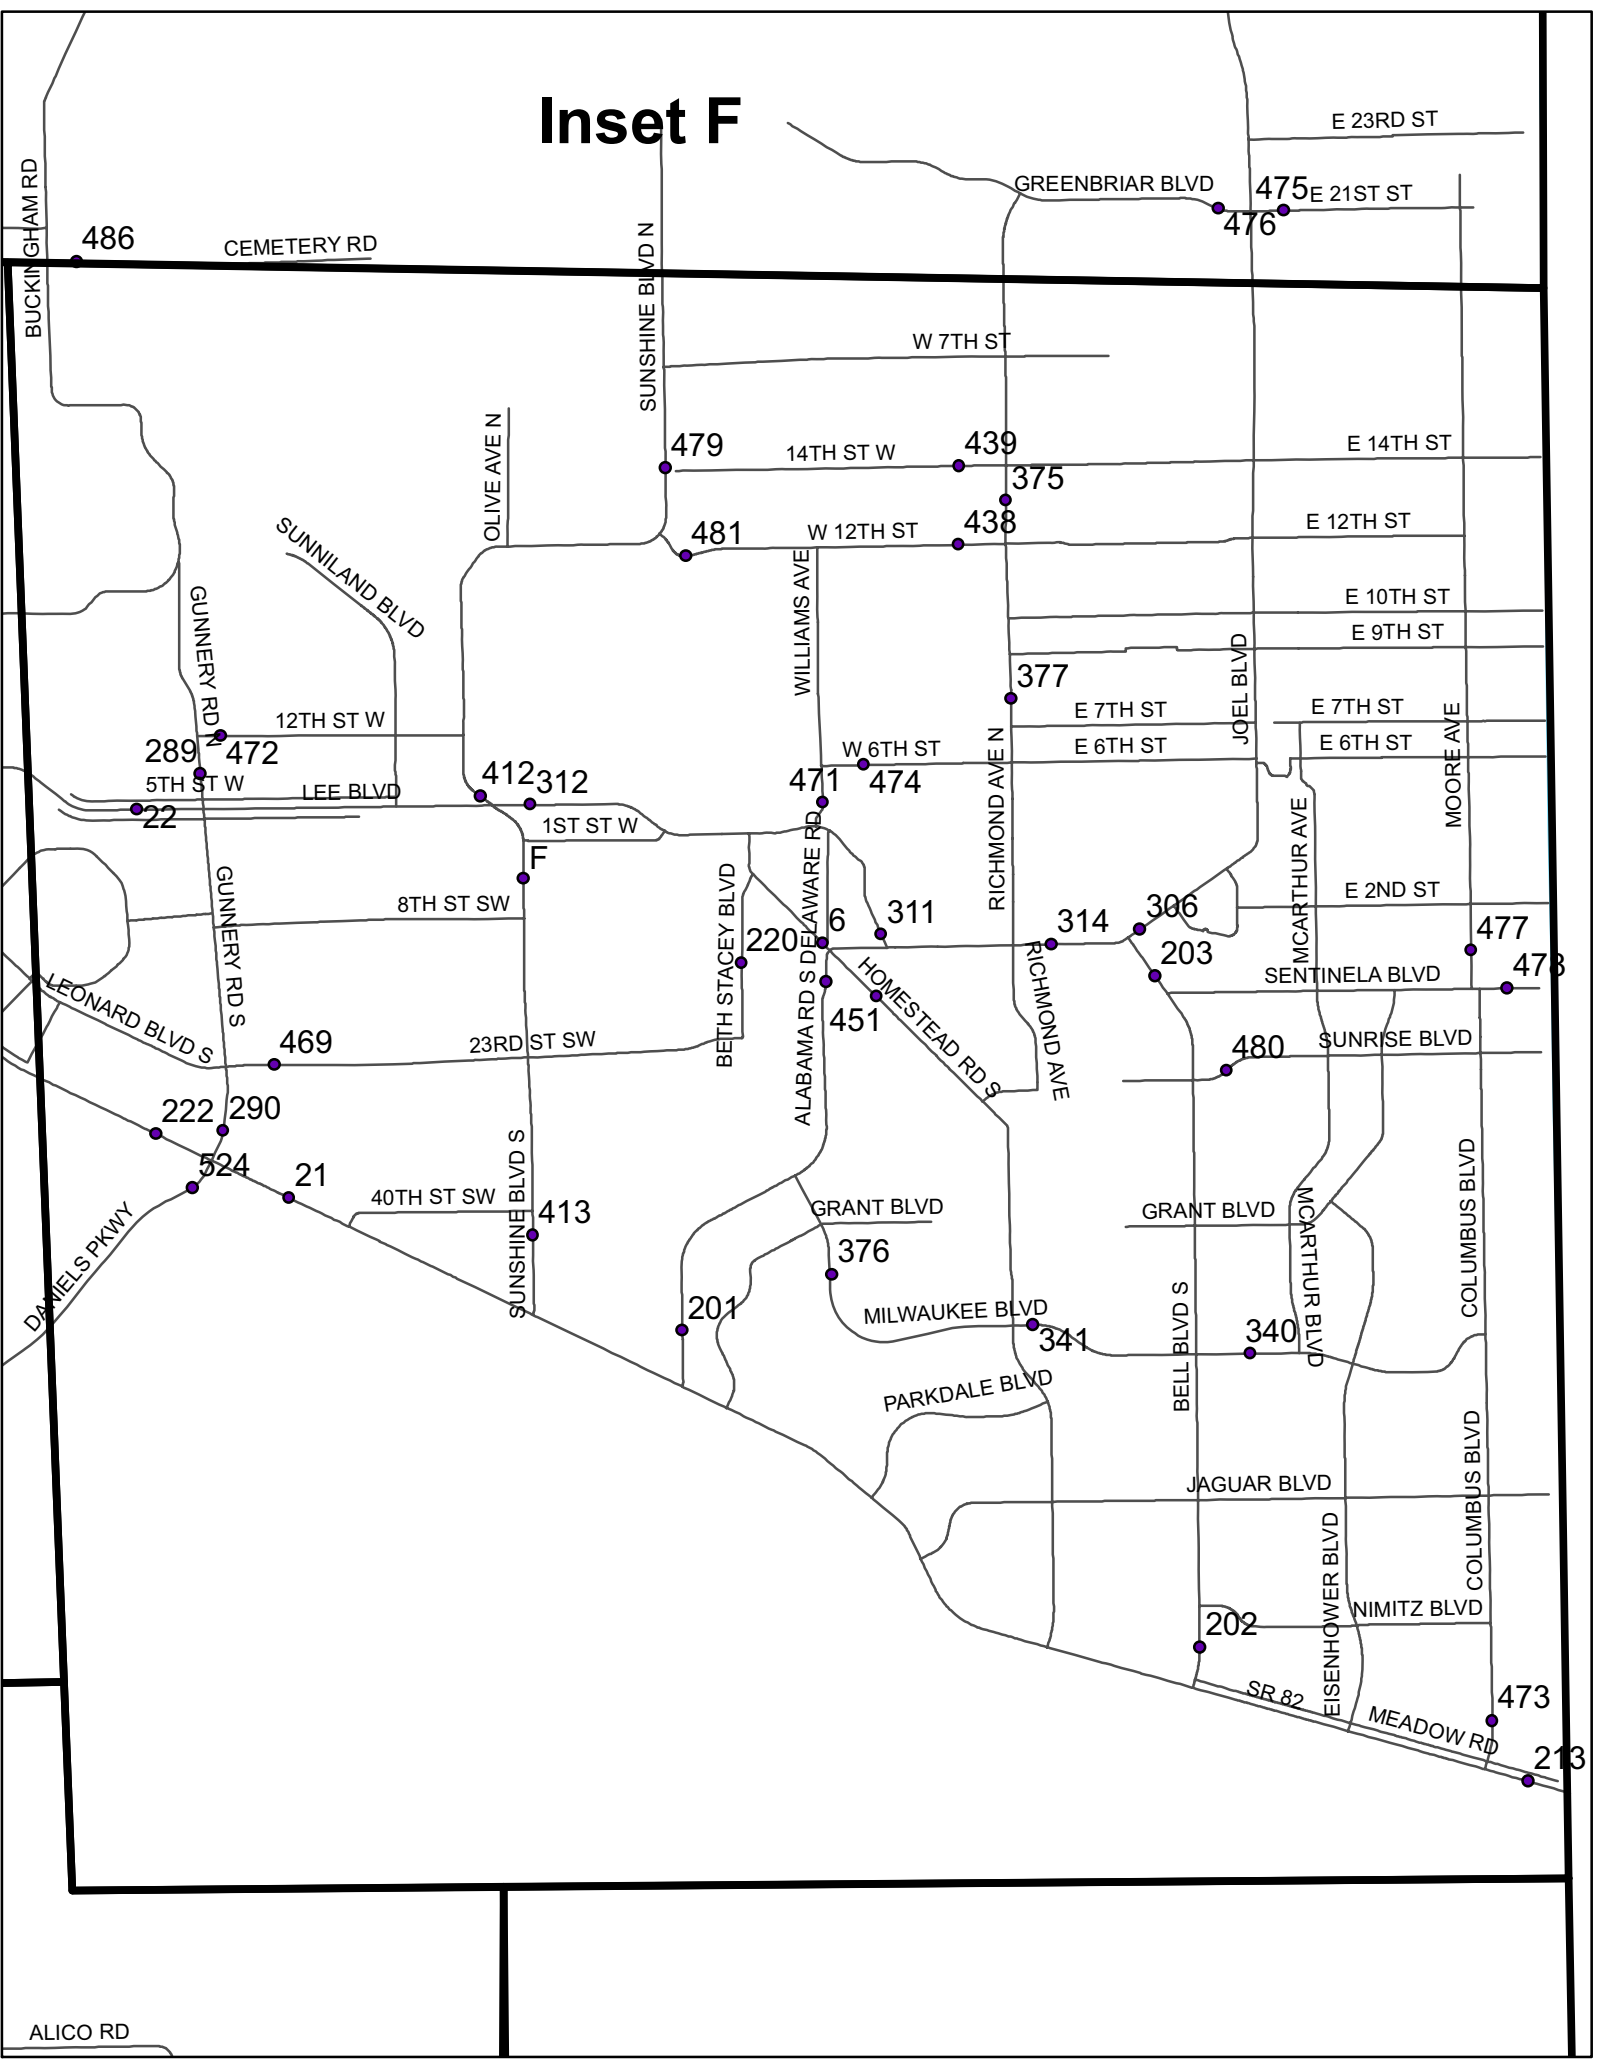 Inset F
E 23RD ST
BUCKINGHAM RD
GREENBRIAR BLVD
475
E 21ST ST
476
486
CEMETERY RD
SUNSHINE BLVD N
W 7TH ST
OLIVE AVE N
479
14TH ST W
439
E 14TH ST
375
SUNNILAND BLVD
481
W 12TH ST
438
E 12TH ST
WILLIAMS AVE
GUNNERY RD N
E 10TH ST
E 9TH ST
JOEL BLVD
377
12TH ST W
E 7TH ST
E 7TH ST
MOORE AVE
289
472
W 6TH ST
E 6TH ST
E 6TH ST
RICHMOND AVE N
5TH ST W
LEE BLVD
412
312
471
474
22
1ST ST W
MCARTHUR AVE
F
GUNNERY RD S
BETH STACEY BLVD
DELAWARE RD
8TH ST SW
E 2ND ST
220
6
311
314
306
477
203
SENTINELA BLVD
478
LEONARD BLVD S
ALABAMA RD S
451
HOMESTEAD RD S
RICHMOND AVE
469
23RD ST SW
480
SUNRISE BLVD
222
290
524
21
40TH ST SW
SUNSHINE BLVD S
413
GRANT BLVD
GRANT BLVD
MCARTHUR BLVD
COLUMBUS BLVD
DANIELS PKWY
376
201
MILWAUKEE BLVD
341
340
BELL BLVD S
PARKDALE BLVD
JAGUAR BLVD
COLUMBUS BLVD
EISENHOWER BLVD
NIMITZ BLVD
202
SR 82
MEADOW RD
473
213
ALICO RD